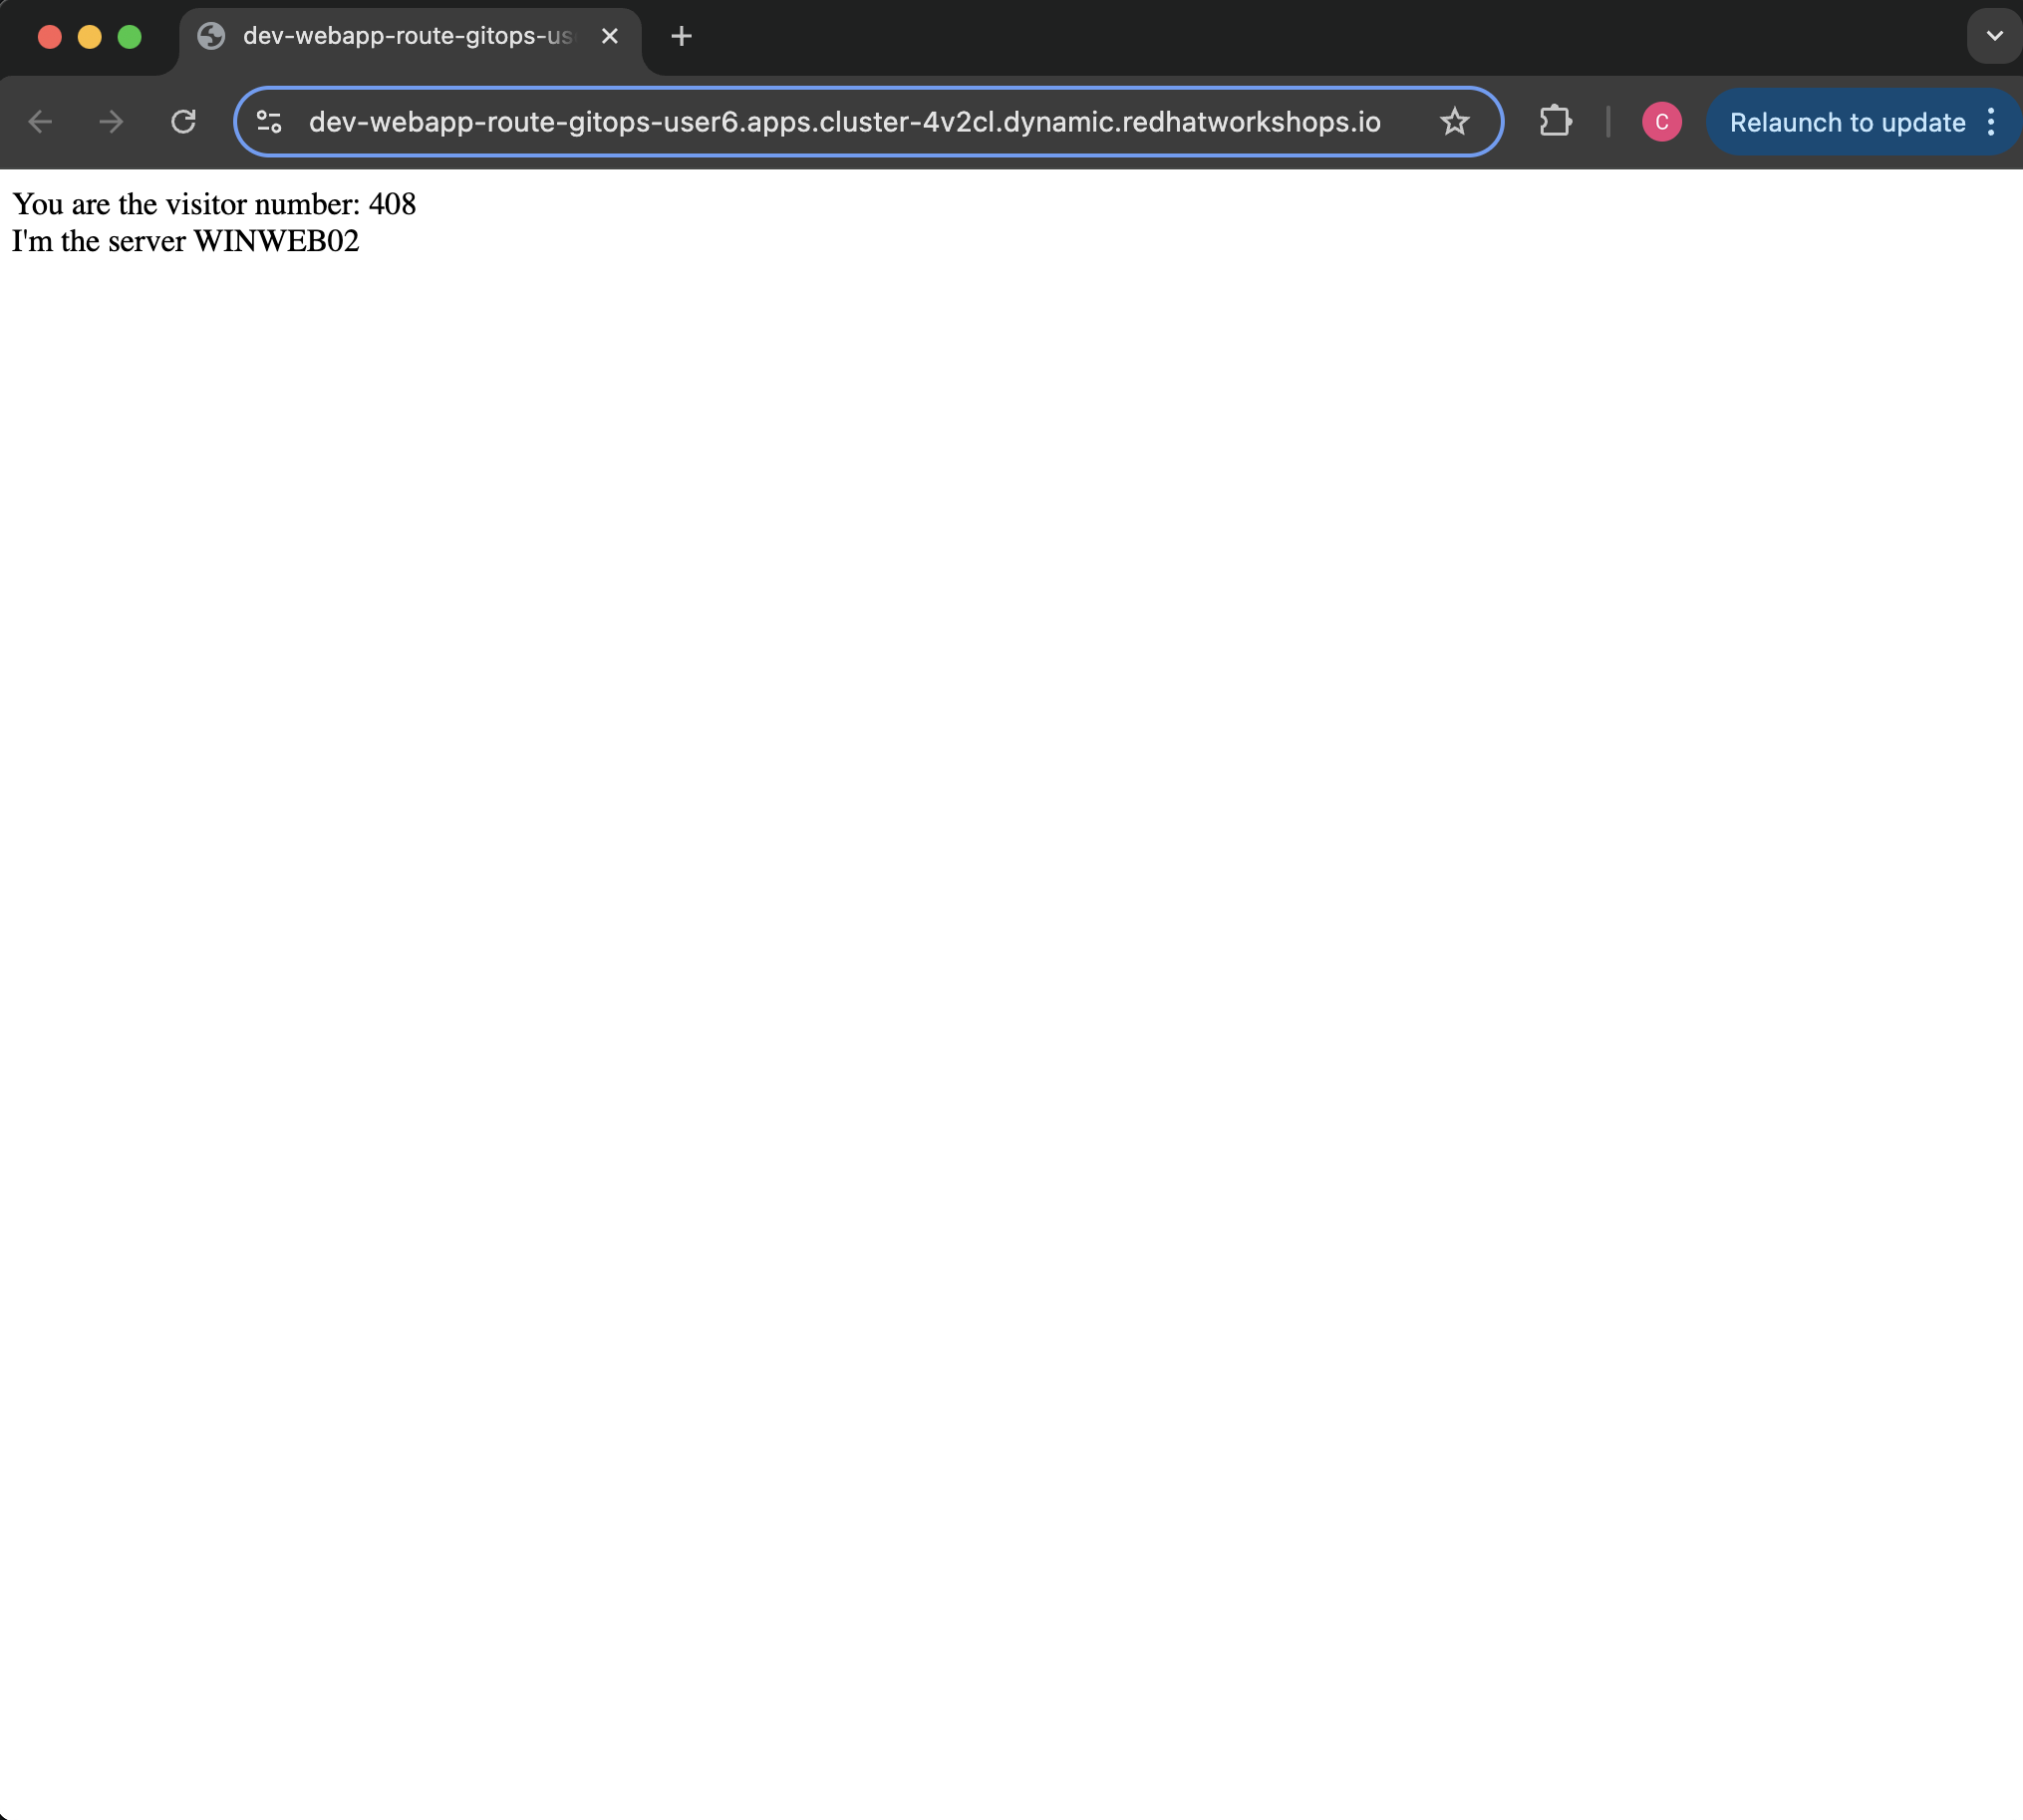 dev-webapp-route-gitops-us
dev-webapp-route-gitops-user6.apps.cluster-4v2cl.dynamic.redhatworkshops.io
C
Relaunch to update
You are the visitor number: 408
I'm the server WINWEB02